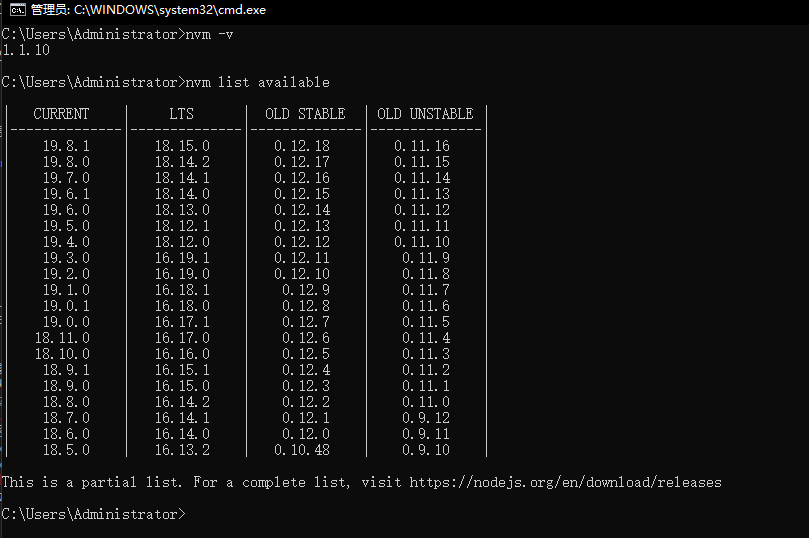 管理员: C:\WINDOWS\system32\cmd.exe
C:\Users\Administrator>nvm -v
1.1.10
C:\Users\Administrator>nvm list available
| CURRENT | LTS | OLD STABLE | OLD UNSTABLE |
|--------------|--------------|--------------|--------------|
| 19.8.1 | 18.15.0 | 0.12.18 | 0.11.16 |
| 19.8.0 | 18.14.2 | 0.12.17 | 0.11.15 |
| 19.7.0 | 18.14.1 | 0.12.16 | 0.11.14 |
| 19.6.1 | 18.14.0 | 0.12.15 | 0.11.13 |
| 19.6.0 | 18.13.0 | 0.12.14 | 0.11.12 |
| 19.5.0 | 18.12.1 | 0.12.13 | 0.11.11 |
| 19.4.0 | 18.12.0 | 0.12.12 | 0.11.10 |
| 19.3.0 | 16.19.1 | 0.12.11 | 0.11.9 |
| 19.2.0 | 16.19.0 | 0.12.10 | 0.11.8 |
| 19.1.0 | 16.18.1 | 0.12.9 | 0.11.7 |
| 19.0.1 | 16.18.0 | 0.12.8 | 0.11.6 |
| 19.0.0 | 16.17.1 | 0.12.7 | 0.11.5 |
| 18.11.0 | 16.17.0 | 0.12.6 | 0.11.4 |
| 18.10.0 | 16.16.0 | 0.12.5 | 0.11.3 |
| 18.9.1 | 16.15.1 | 0.12.4 | 0.11.2 |
| 18.9.0 | 16.15.0 | 0.12.3 | 0.11.1 |
| 18.8.0 | 16.14.2 | 0.12.2 | 0.11.0 |
| 18.7.0 | 16.14.1 | 0.12.1 | 0.9.12 |
| 18.6.0 | 16.14.0 | 0.12.0 | 0.9.11 |
| 18.5.0 | 16.13.2 | 0.10.48 | 0.9.10 |
This is a partial list. For a complete list, visit https://nodejs.org/en/download/releases
C:\Users\Administrator>